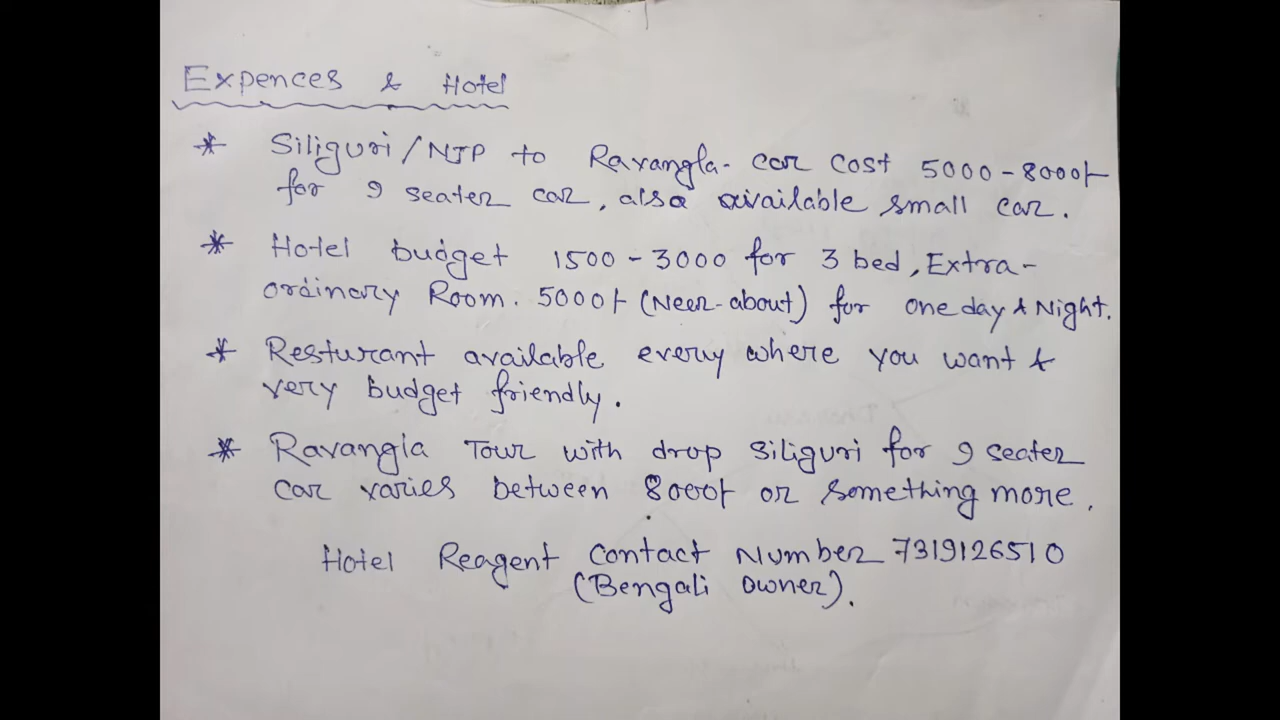 Expences & Hotel
* Siliguri/NJP to Ravangla- car cost 5000-8000/-
for 9 seater car, also available small car.
* Hotel budget 1500-3000 for 3 bed, Extra-
ordinary Room. 5000/- (Neer-about) for one day & Night.
* Resturant available every where you want &
very budget friendly.
* Ravangla Tour with drop Siliguri for 9 seater
car varies between 8000/- or something more.
Hotel Reagent contact Number 7319126510
(Bengali owner).